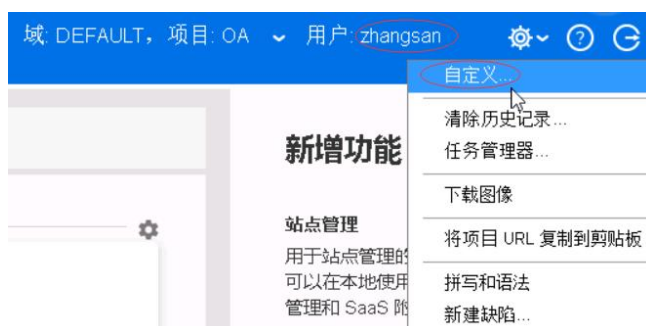 域: DEFAULT，项目: OA 用户: zhangsan
自定义...
清除历史记录...
新增功能
任务管理器...
下载图像
站点管理
将项目 URL 复制到剪贴板
用于站点管理的
可以在本地使用
拼写和语法
管理和 SaaS
新建缺陷...